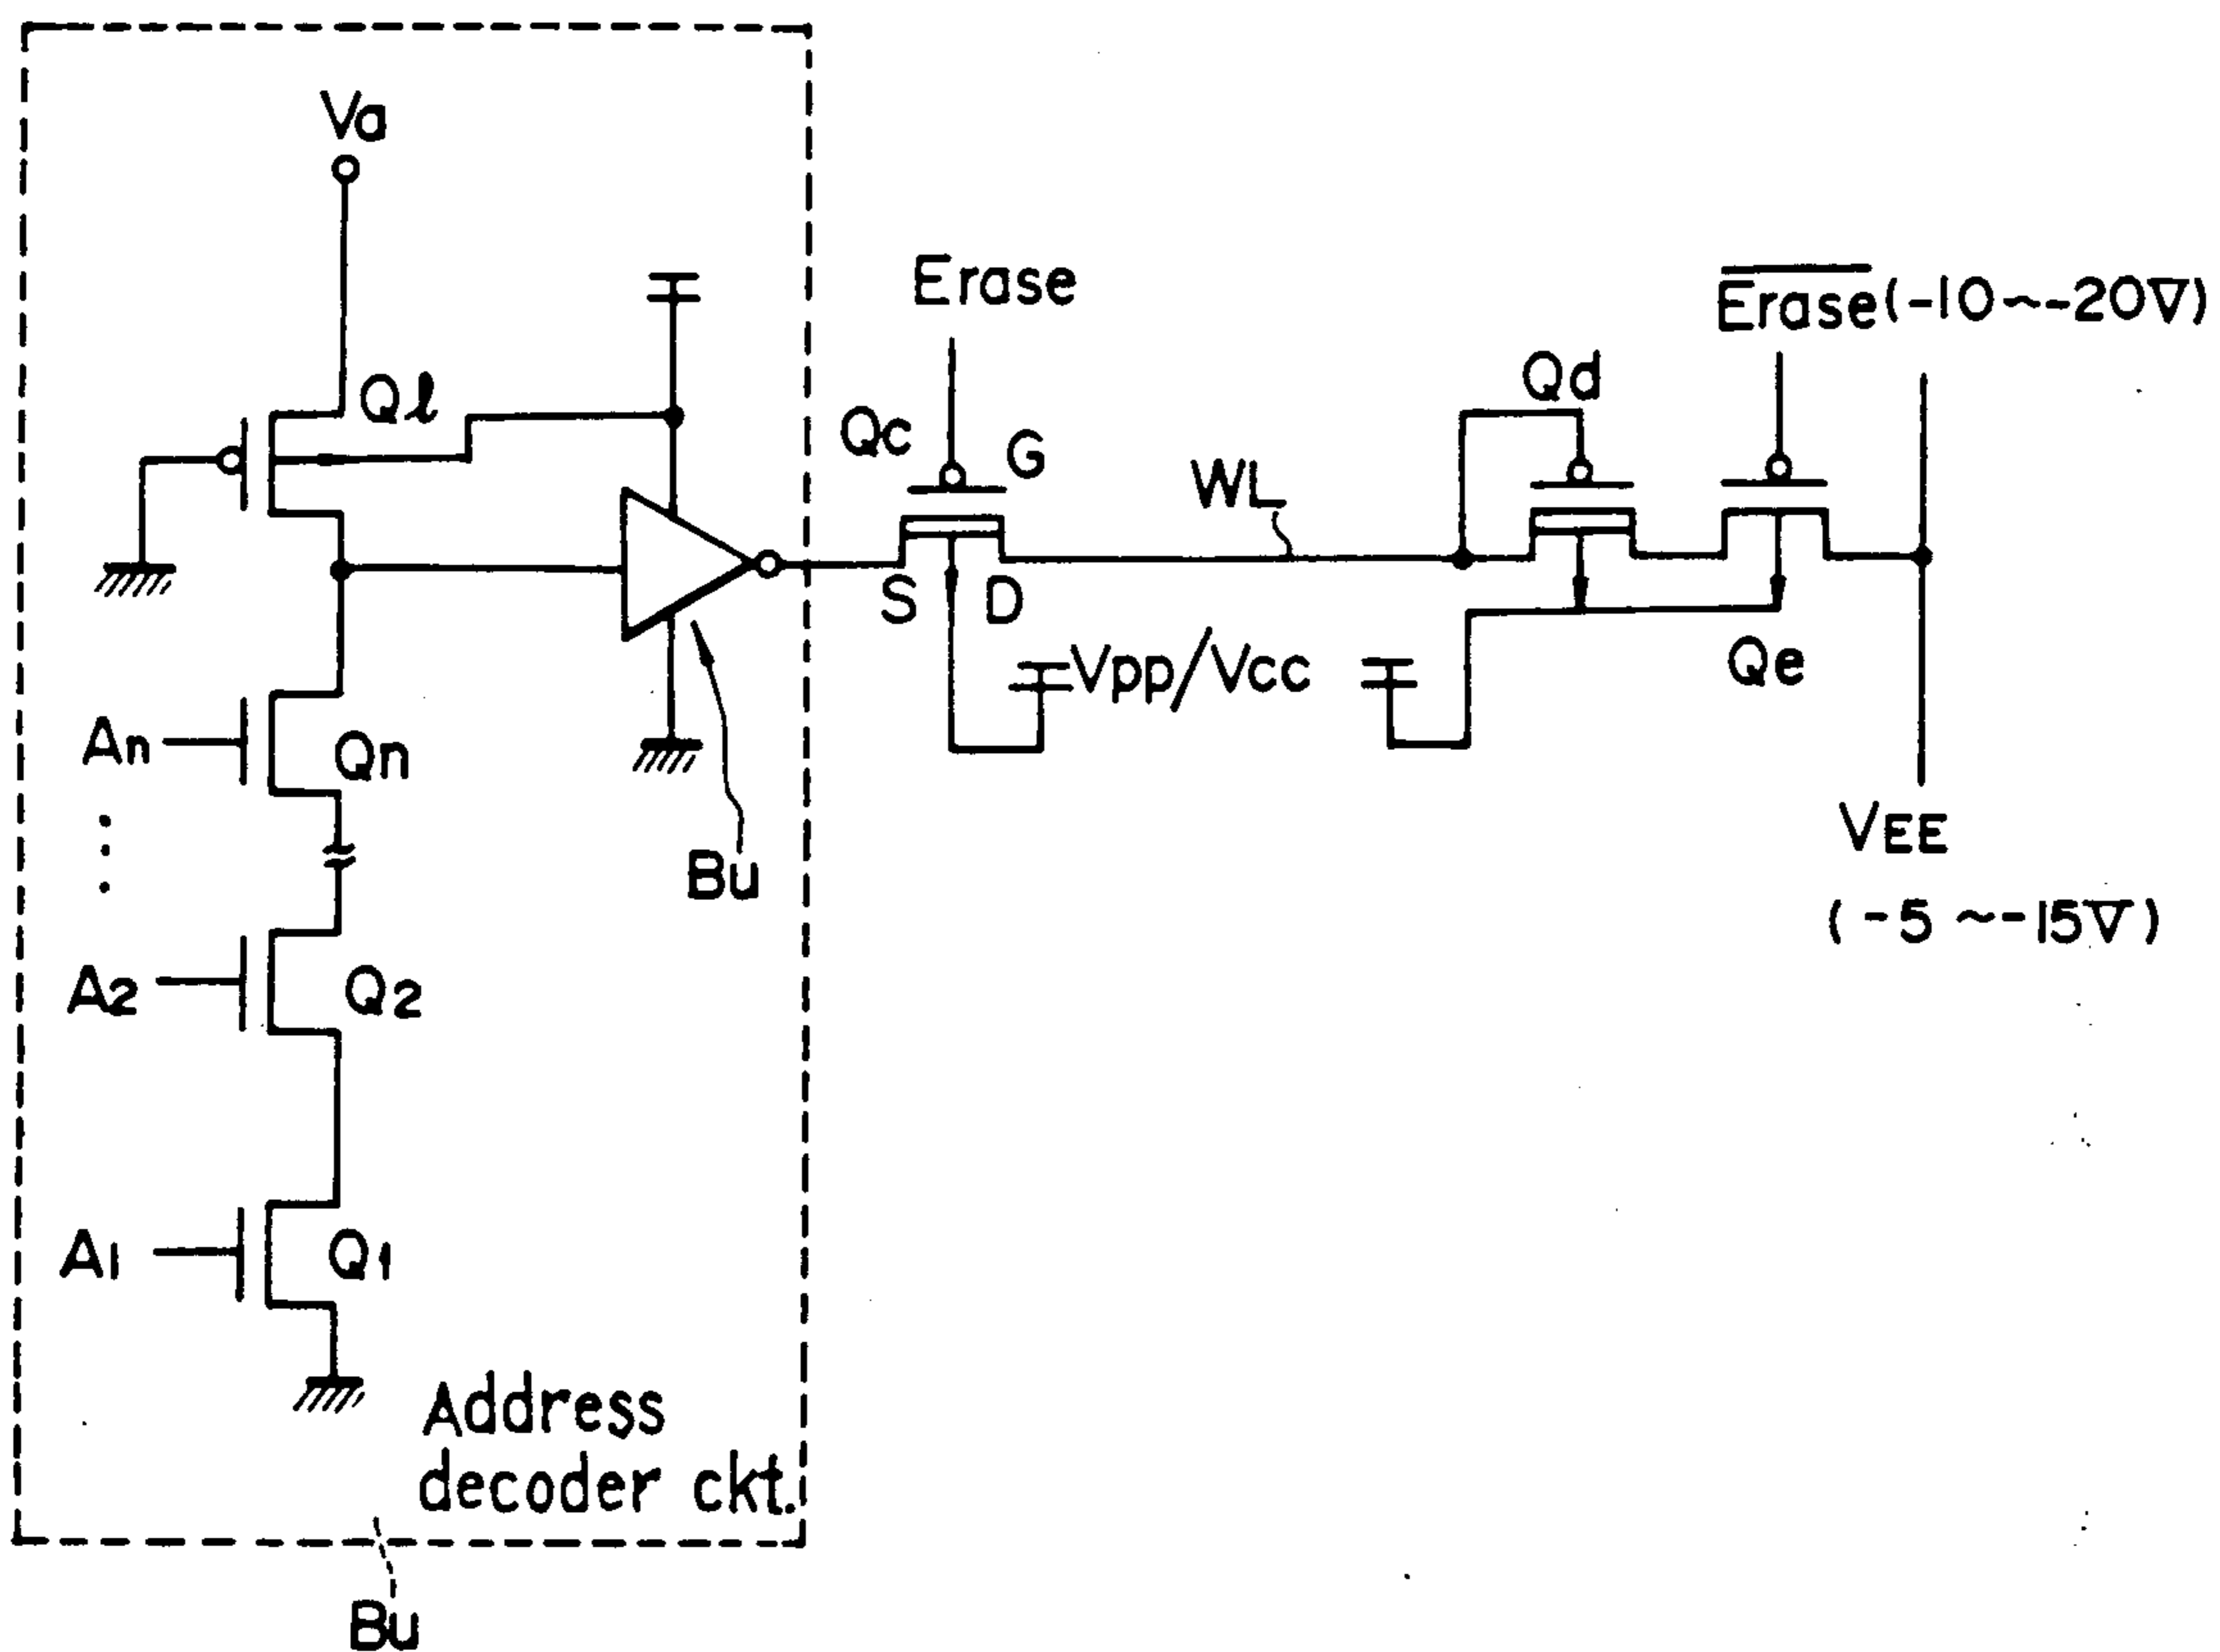 Va
Qℓ
Erase
Qc
G
S
D
WL
Qd
E̅r̅a̅s̅e̅ (-10~-20V)
Vpp/Vcc
Qe
VEE
(-5~-15V)
Bu
An
Qn
A2
Q2
A1
Q1
Address
decoder ckt.
Bu